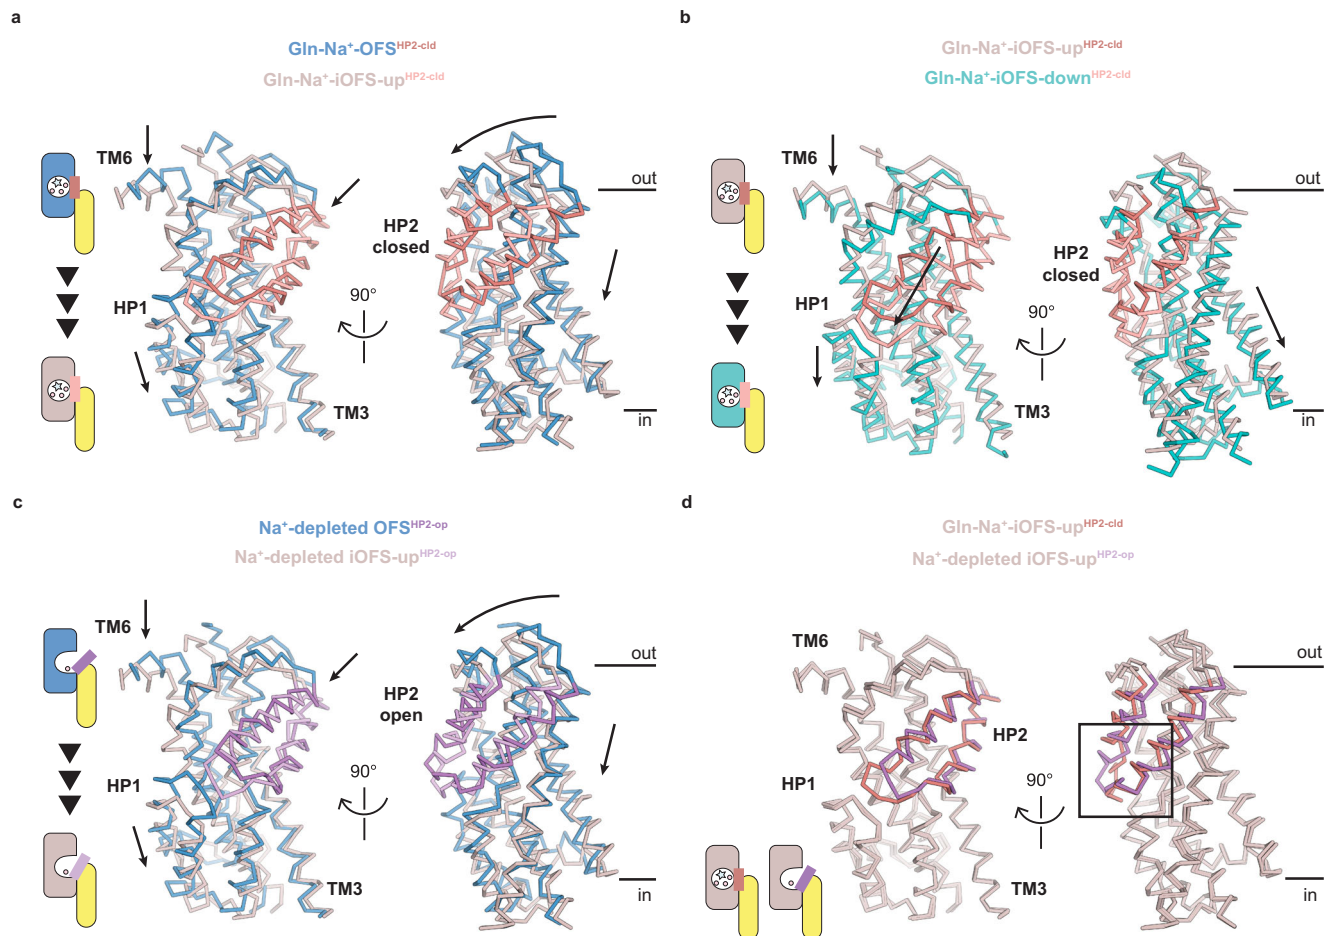 a
Gln-Na⁺-OFSᴴᴾ²⁻ᶜˡᵈ
Gln-Na⁺-iOFS-upᴴᴾ²⁻ᶜˡᵈ
TM6
out
HP2
closed
HP1
90°
TM3
in
b
Gln-Na⁺-iOFS-upᴴᴾ²⁻ᶜˡᵈ
Gln-Na⁺-iOFS-downᴴᴾ²⁻ᶜˡᵈ
TM6
out
HP2
closed
HP1
90°
TM3
in
c
Na⁺-depleted OFSᴴᴾ²⁻ᵒᵖ
Na⁺-depleted iOFS-upᴴᴾ²⁻ᵒᵖ
TM6
out
HP2
open
HP1
90°
TM3
in
d
Gln-Na⁺-iOFS-upᴴᴾ²⁻ᶜˡᵈ
Na⁺-depleted iOFS-upᴴᴾ²⁻ᵒᵖ
TM6
out
HP2
HP1
90°
TM3
in